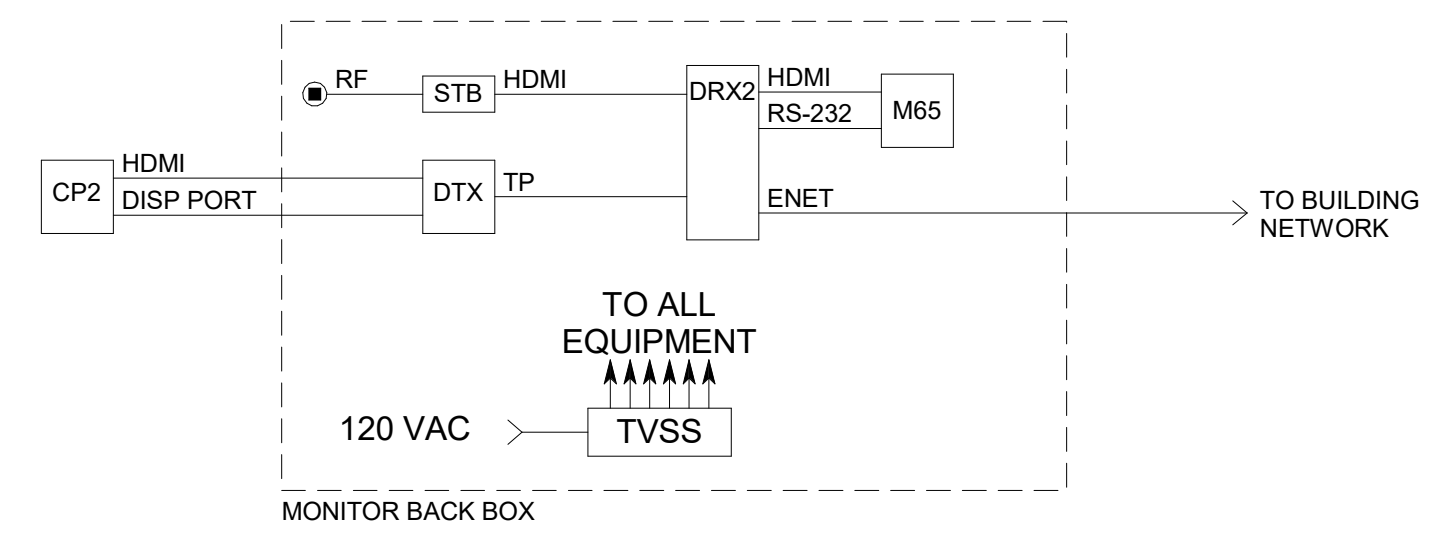 RF
STB
HDMI
DRX2
HDMI
RS-232
M65
CP2
HDMI
DISP PORT
DTX
TP
ENET
TO BUILDING
NETWORK
TO ALL
EQUIPMENT
120 VAC
TVSS
MONITOR BACK BOX